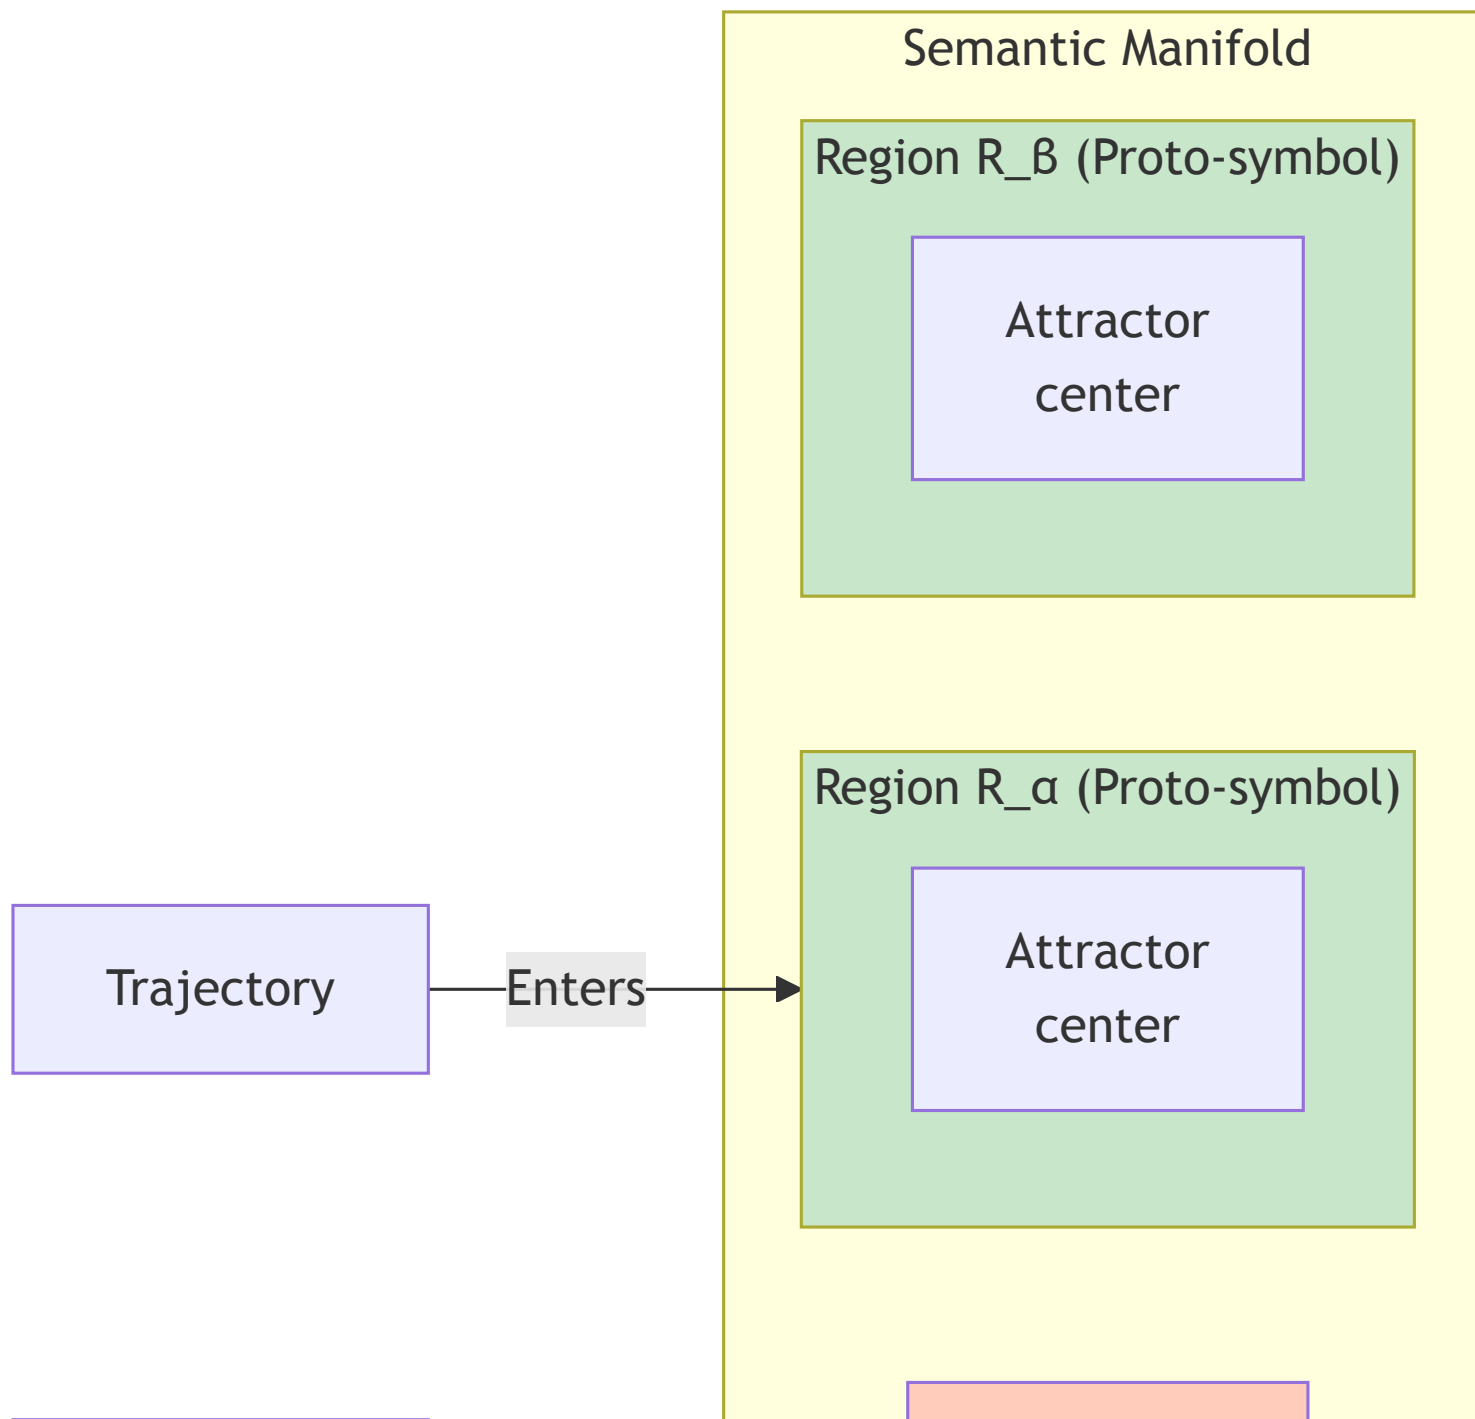 Semantic Manifold
Region R_β (Proto-symbol)
Attractor
center
Region R_α (Proto-symbol)
Attractor
center
Trajectory
Enters